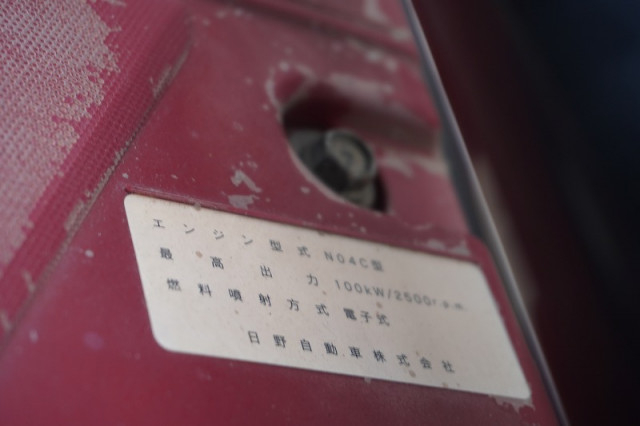 エンジン型式 N04C型
最高出力 100kW/2500r.p.m
燃料噴射方式 電子式
日野自動車株式会社